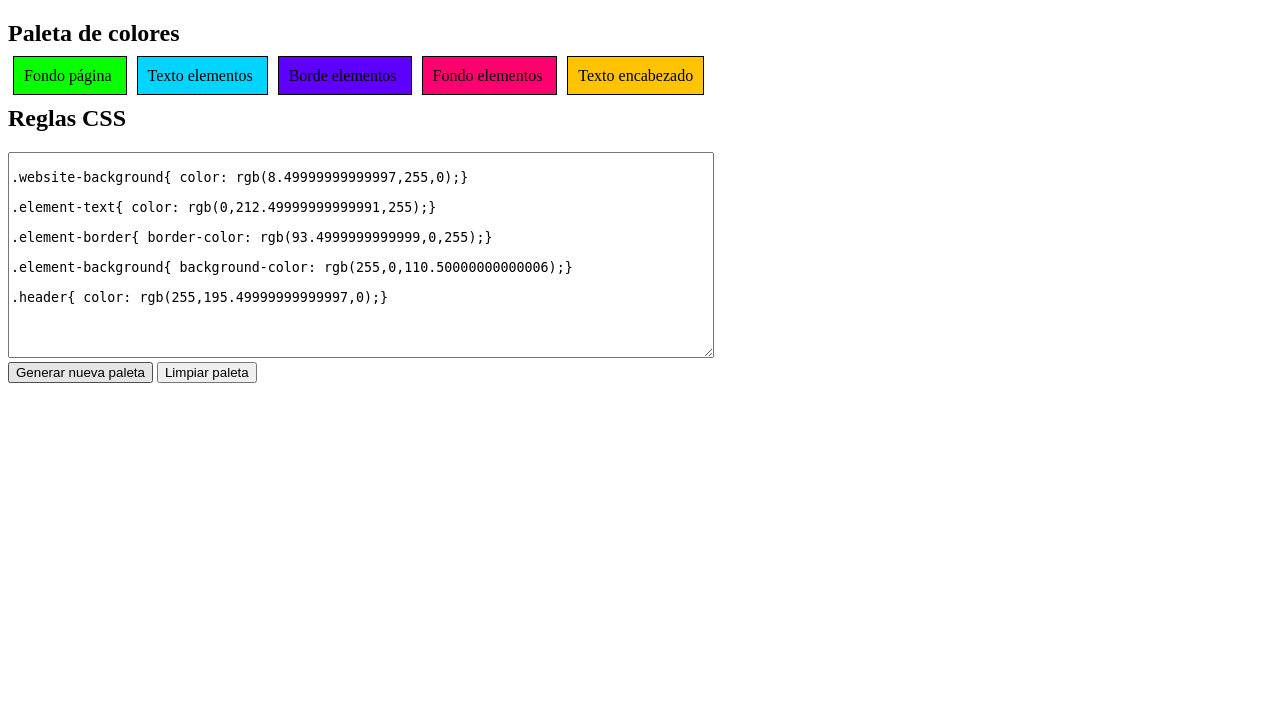 Paleta de colores
Fondo página Texto elementos Borde elementos Fondo elementos Texto encabezado
Reglas CSS
.website-background{ color: rgb(8.49999999999997,255,0);}
.element-text{ color: rgb(0,212.49999999999991,255);}
.element-border{ border-color: rgb(93.4999999999999,0,255);}
.element-background{ background-color: rgb(255,0,110.50000000000006);}
.header{ color: rgb(255,195.49999999999997,0);}
Generar nueva paleta Limpiar paleta